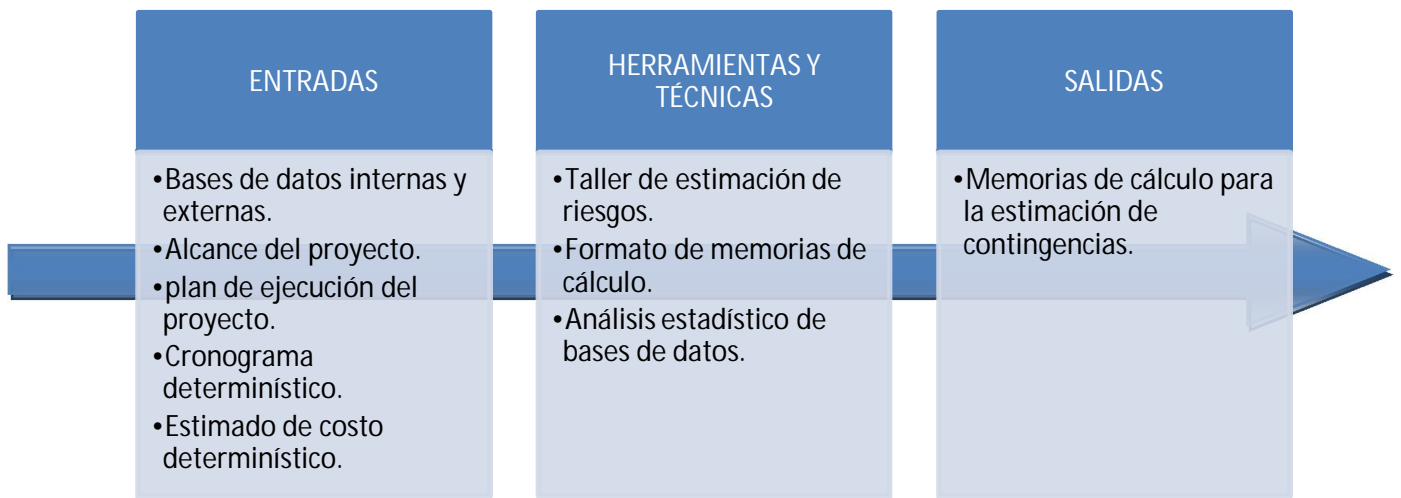 ENTRADAS
•Bases de datos internas y
externas.
•Alcance del proyecto.
•plan de ejecución del
proyecto.
•Cronograma
determinístico.
•Estimado de costo
determinístico.
HERRAMIENTAS Y
TÉCNICAS
•Taller de estimación de
riesgos.
•Formato de memorias de
cálculo.
•Análisis estadístico de
bases de datos.
SALIDAS
•Memorias de cálculo para
la estimación de
contingencias.